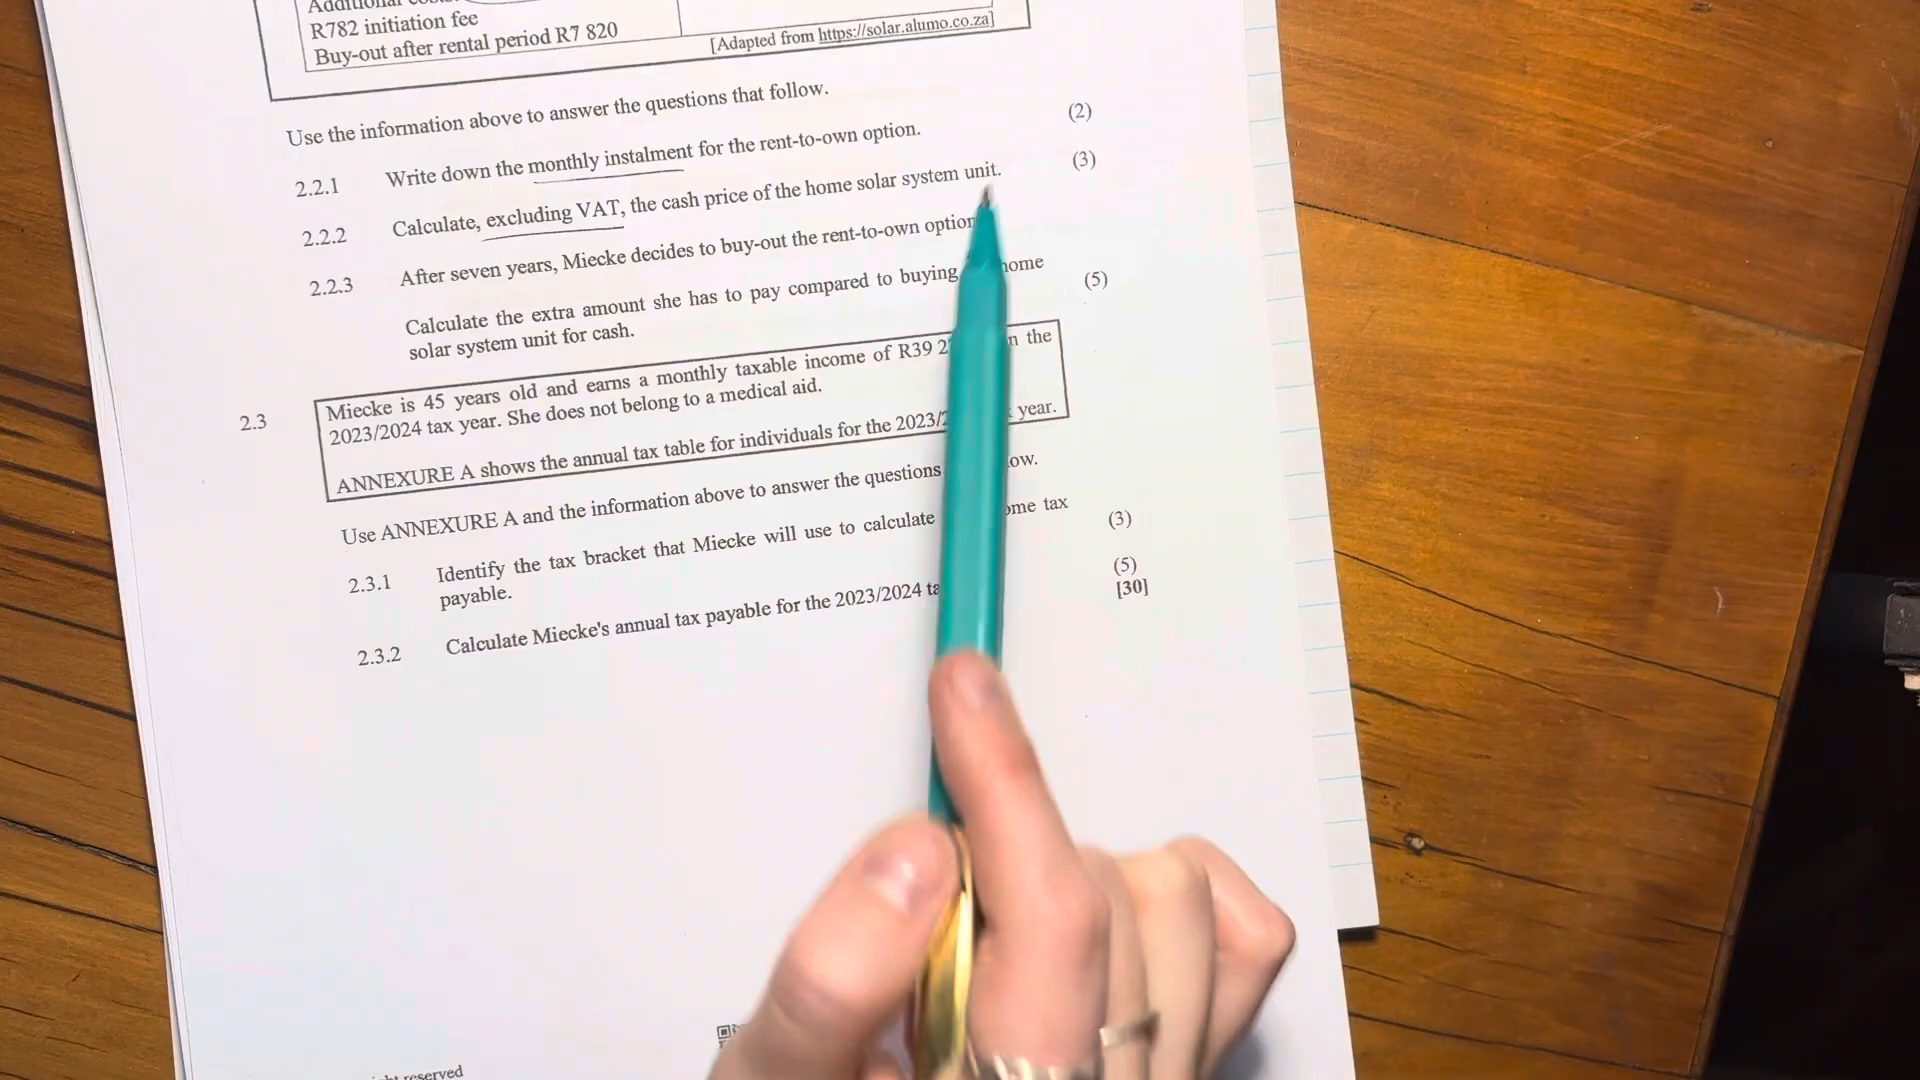 Additional
R782 initiation fee
Buy-out after rental period R7 820
[Adapted from https://solar.alumo.co.za]
Use the information above to answer the questions that follow.
2.2.1 Write down the monthly instalment for the rent-to-own option. (2)
2.2.2 Calculate, excluding VAT, the cash price of the home solar system unit. (3)
2.2.3 After seven years, Miecke decides to buy-out the rent-to-own option
Calculate the extra amount she has to pay compared to buying home
solar system unit for cash. (5)
2.3 Miecke is 45 years old and earns a monthly taxable income of R39 2 n the
2023/2024 tax year. She does not belong to a medical aid.
ANNEXURE A shows the annual tax table for individuals for the 2023/2 year.
Use ANNEXURE A and the information above to answer the questions ow.
2.3.1 Identify the tax bracket that Miecke will use to calculate ome tax
payable. (3)
2.3.2 Calculate Miecke's annual tax payable for the 2023/2024 ta (5)
[30]
reserved